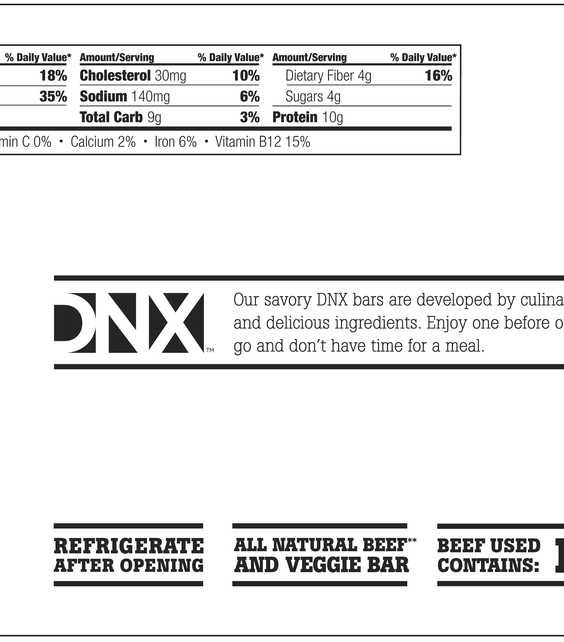 % Daily Value* Amount/Serving % Daily Value* Amount/Serving % Daily Value*
18% Cholesterol 30mg 10% Dietary Fiber 4g 16%
35% Sodium 140mg 6% Sugars 4g
Total Carb 9g 3% Protein 10g
min C 0% • Calcium 2% • Iron 6% • Vitamin B12 15%
DNX™
Our savory DNX bars are developed by culina
and delicious ingredients. Enjoy one before o
go and don't have time for a meal.
REFRIGERATE
AFTER OPENING
ALL NATURAL BEEF**
AND VEGGIE BAR
BEEF USED
CONTAINS: